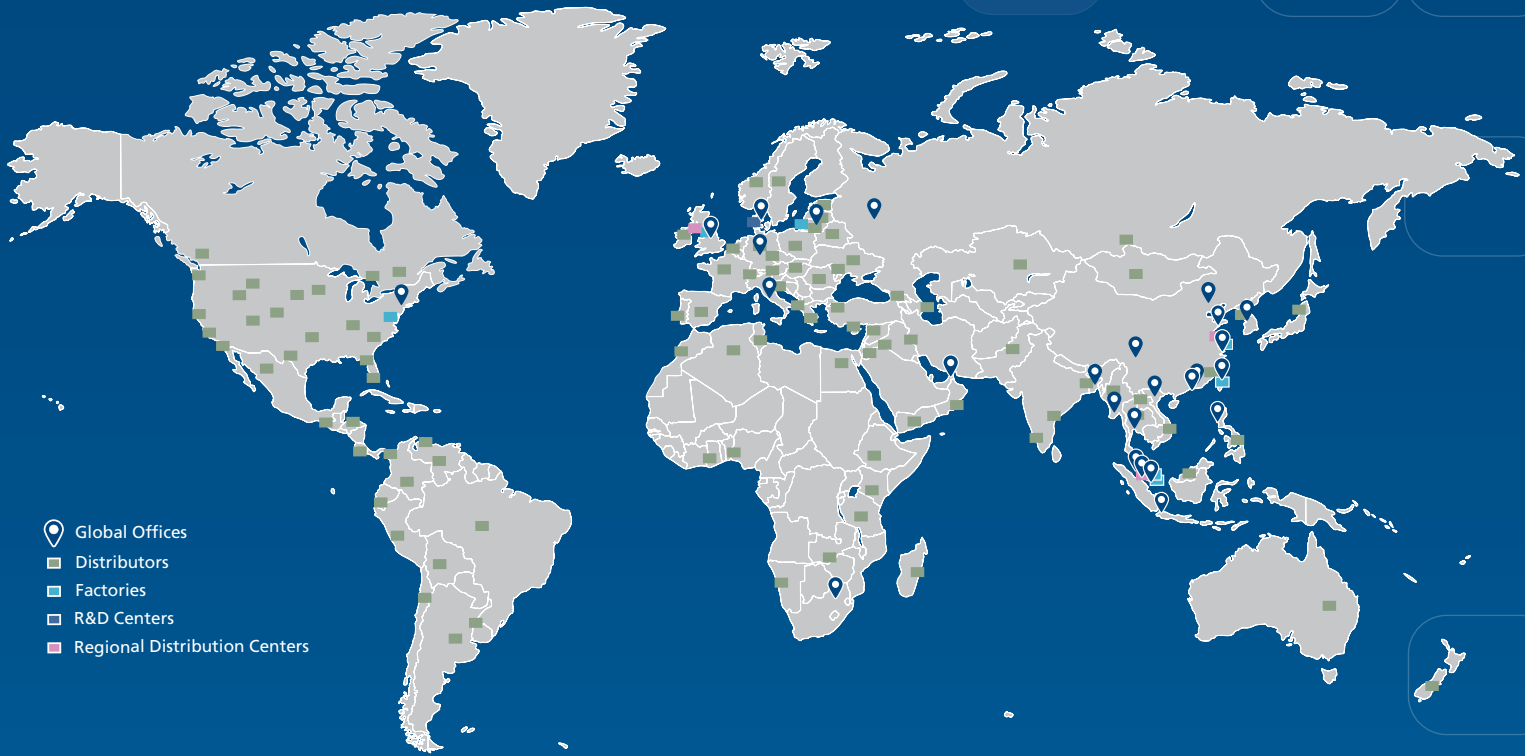 Global Offices
Distributors
Factories
R&D Centers
Regional Distribution Centers